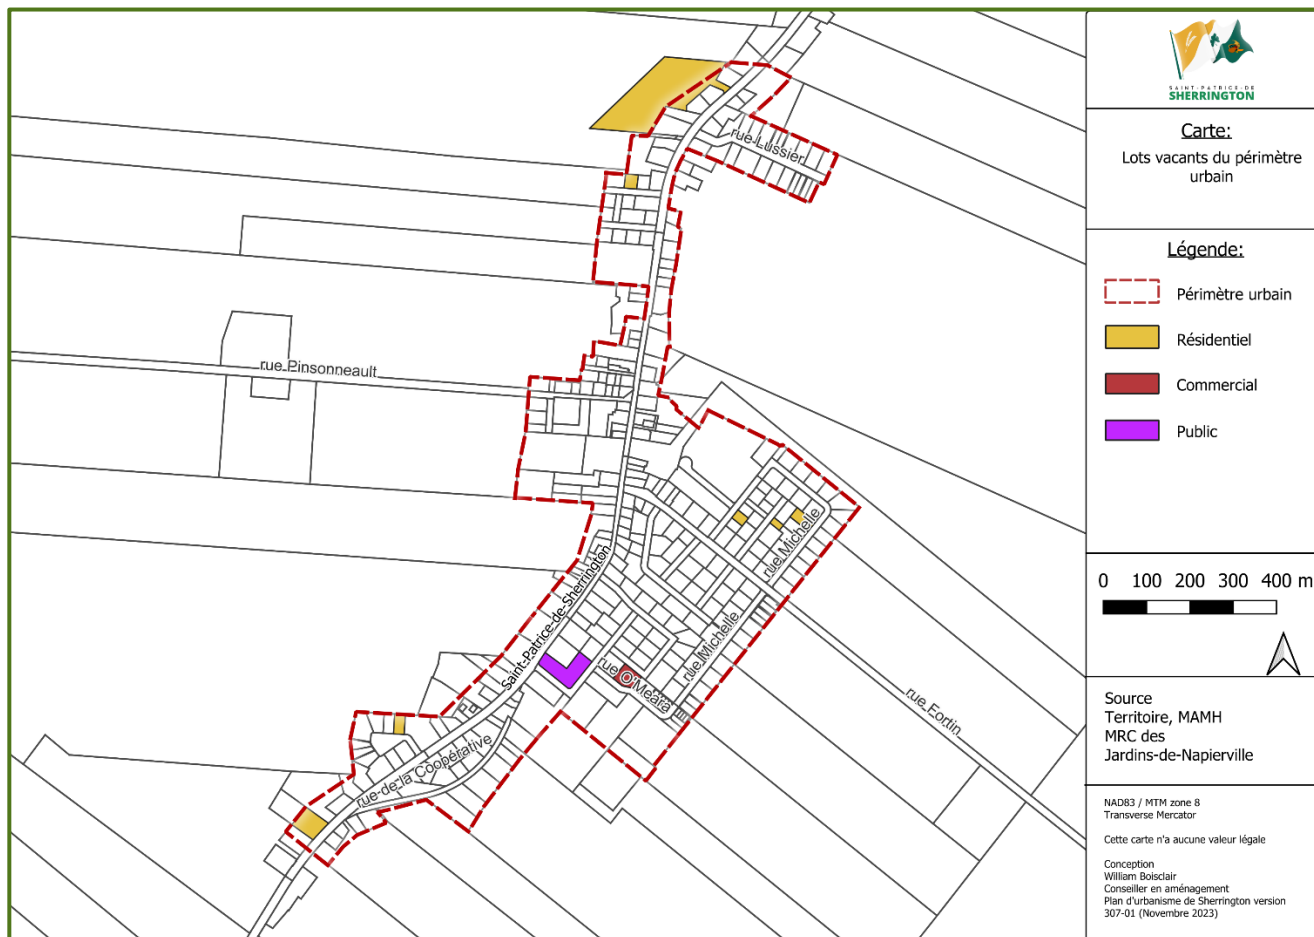 rue Lussier
rue Pinsonneault
rue Michelle
Saint-Patrice-de-Sherrington
rue Michelle
rue O'Meara
rue Fortin
rue de la Coopérative
SAINT-PATRICE-DE-
SHERRINGTON
Carte:
Lots vacants du périmètre
urbain
Légende:
Périmètre urbain
Résidentiel
Commercial
Public
0 100 200 300 400 m
Source
Territoire, MAMH
MRC des
Jardins-de-Napierville
NAD83 / MTM zone 8
Transverse Mercator
Cette carte n'a aucune valeur légale
Conception
William Boisclair
Conseiller en aménagement
Plan d'urbanisme de Sherrington version
307-01 (Novembre 2023)